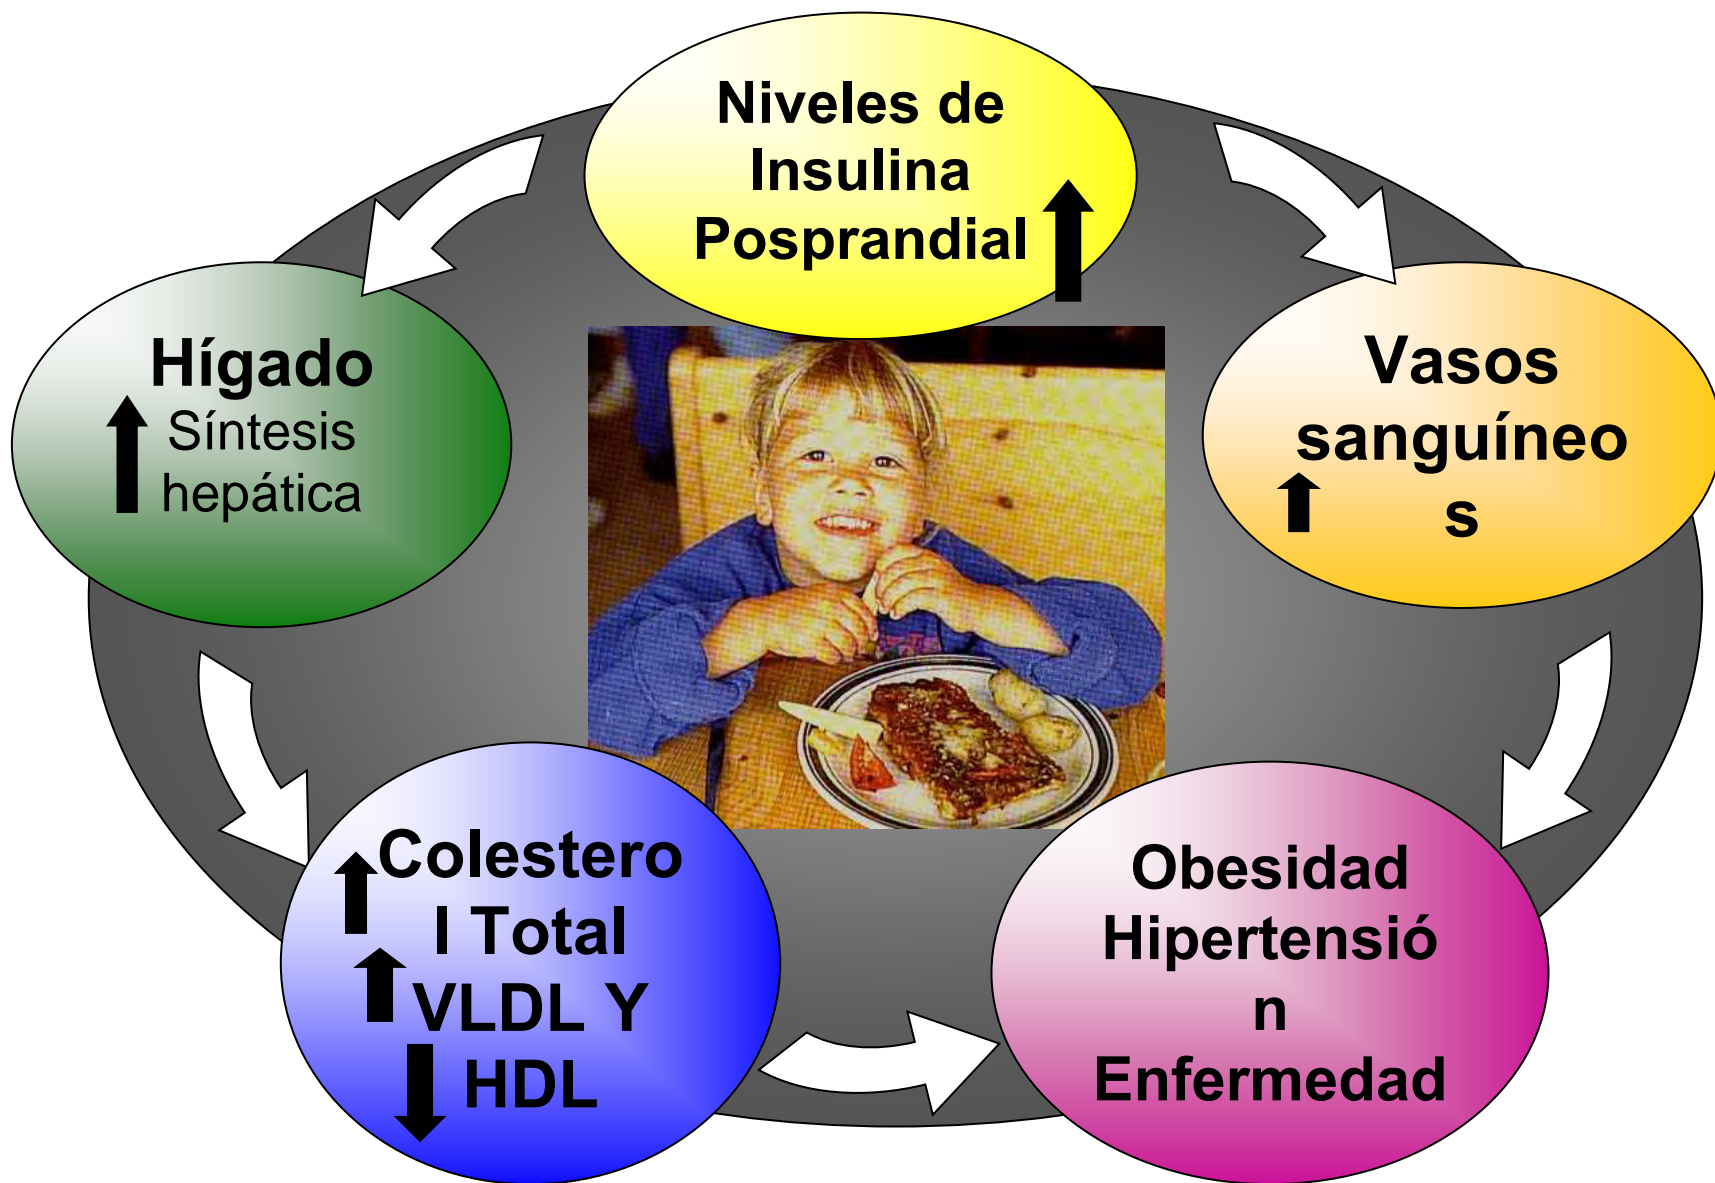 Niveles de
Insulina
Posprandial
Hígado
Síntesis
hepática
Vasos
sanguíneo
s
Colestero
l Total
VLDL Y
HDL
Obesidad
Hipertensió
n
Enfermedad